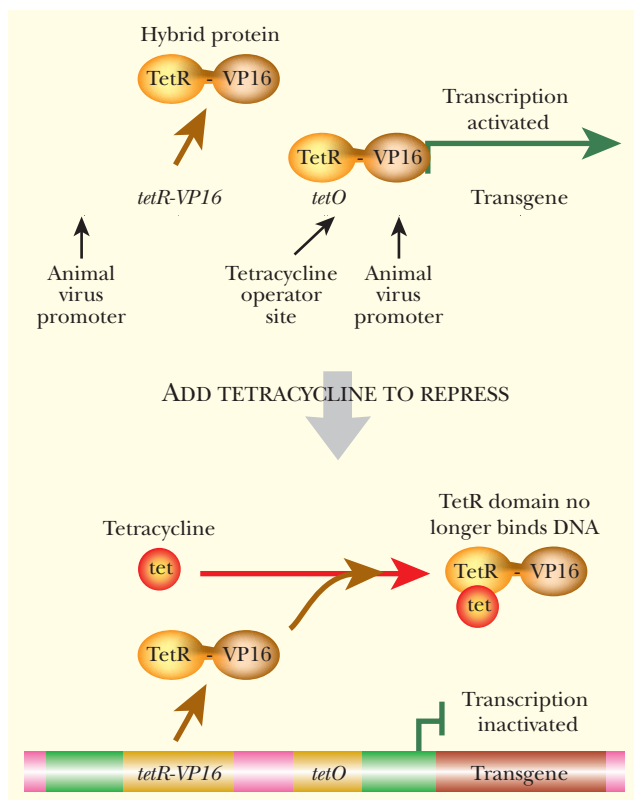 Hybrid protein
TetR - VP16
Transcription
activated
TetR - VP16
tetR-VP16
tetO
Transgene
Animal
virus
promoter
Tetracycline
operator
site
Animal
virus
promoter
ADD TETRACYCLINE TO REPRESS
TetR domain no
longer binds DNA
Tetracycline
tet
TetR - VP16
tet
TetR - VP16
Transcription
inactivated
tetR-VP16
tetO
Transgene